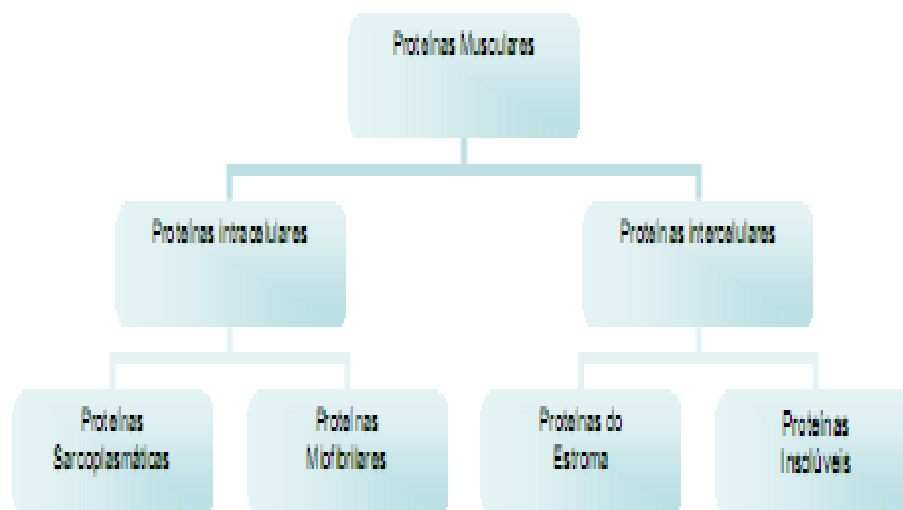 Proteínas Musculares
Proteínas intracelulares
Proteínas intercelulares
Proteínas
Sarcoplasmáticas
Proteínas
Miofibrilares
Proteínas do
Estroma
Proteínas
Insolúveis